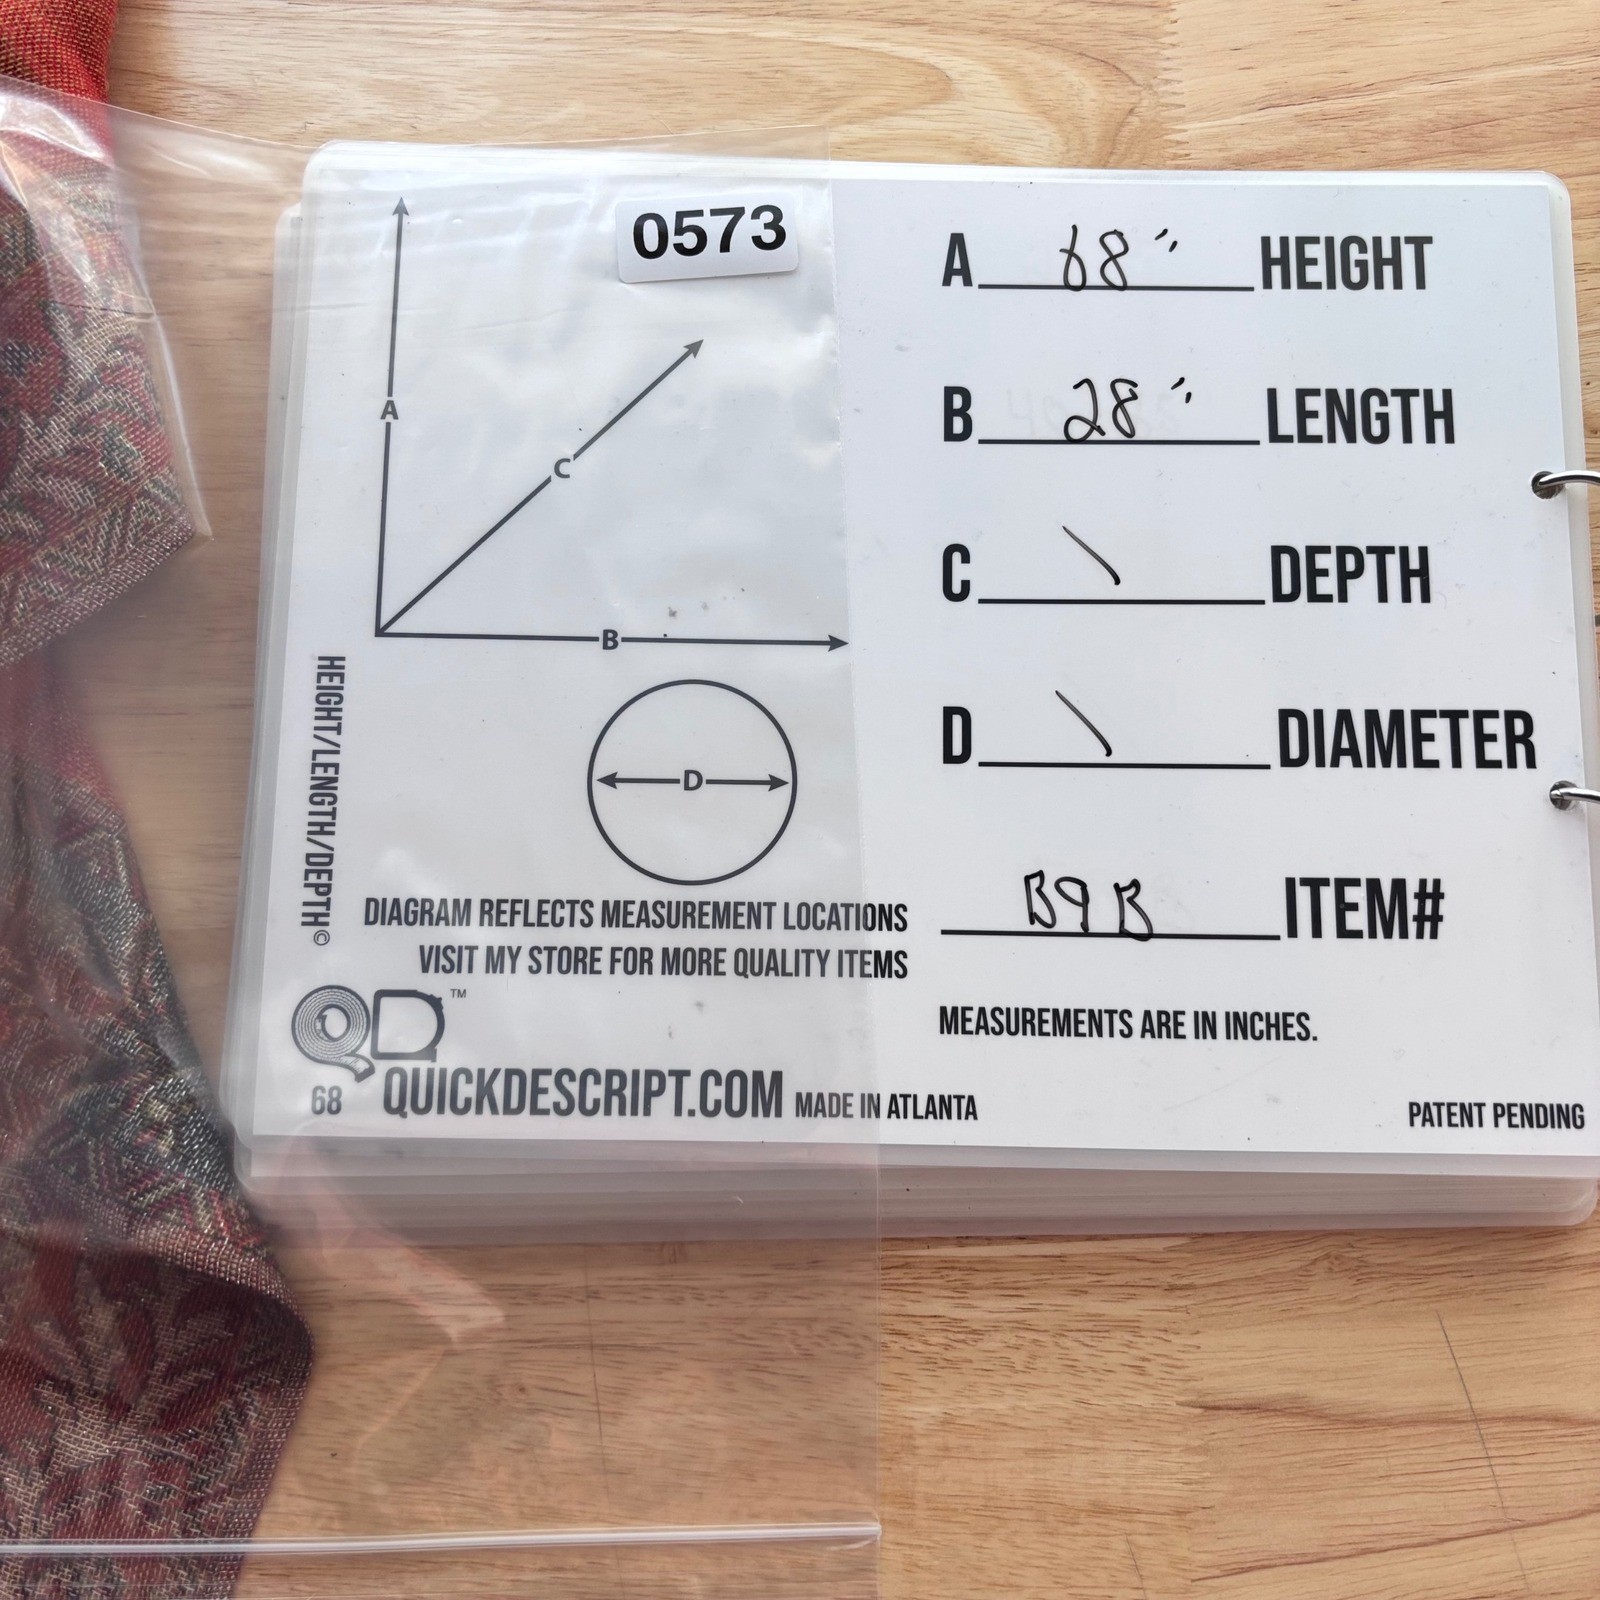 0573
A
C
B
D
HEIGHT/LENGTH/DEPTH©
DIAGRAM REFLECTS MEASUREMENT LOCATIONS
VISIT MY STORE FOR MORE QUALITY ITEMS
QD™
68 QUICKDESCRIPT.COM MADE IN ATLANTA
A 68" HEIGHT
B 28" LENGTH
C \ DEPTH
D \ DIAMETER
B9B ITEM#
MEASUREMENTS ARE IN INCHES.
PATENT PENDING